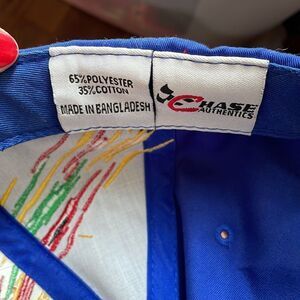 65%POLYESTER
35%COTTON
MADE IN BANGLADESH
CHASE
AUTHENTICS